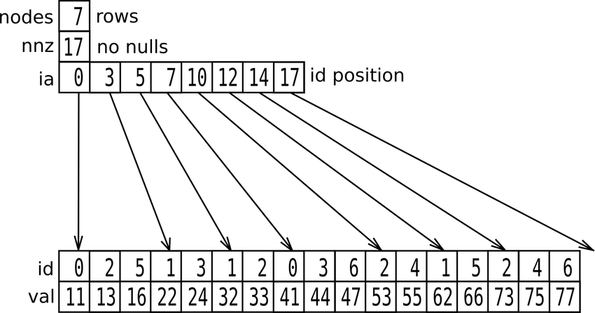 nodes 7 rows
nnz 17 no nulls
ia 0 3 5 7 10 12 14 17 id position
id 0 2 5 1 3 1 2 0 3 6 2 4 1 5 2 4 6
val 11 13 16 22 24 32 33 41 44 47 53 55 62 66 73 75 77